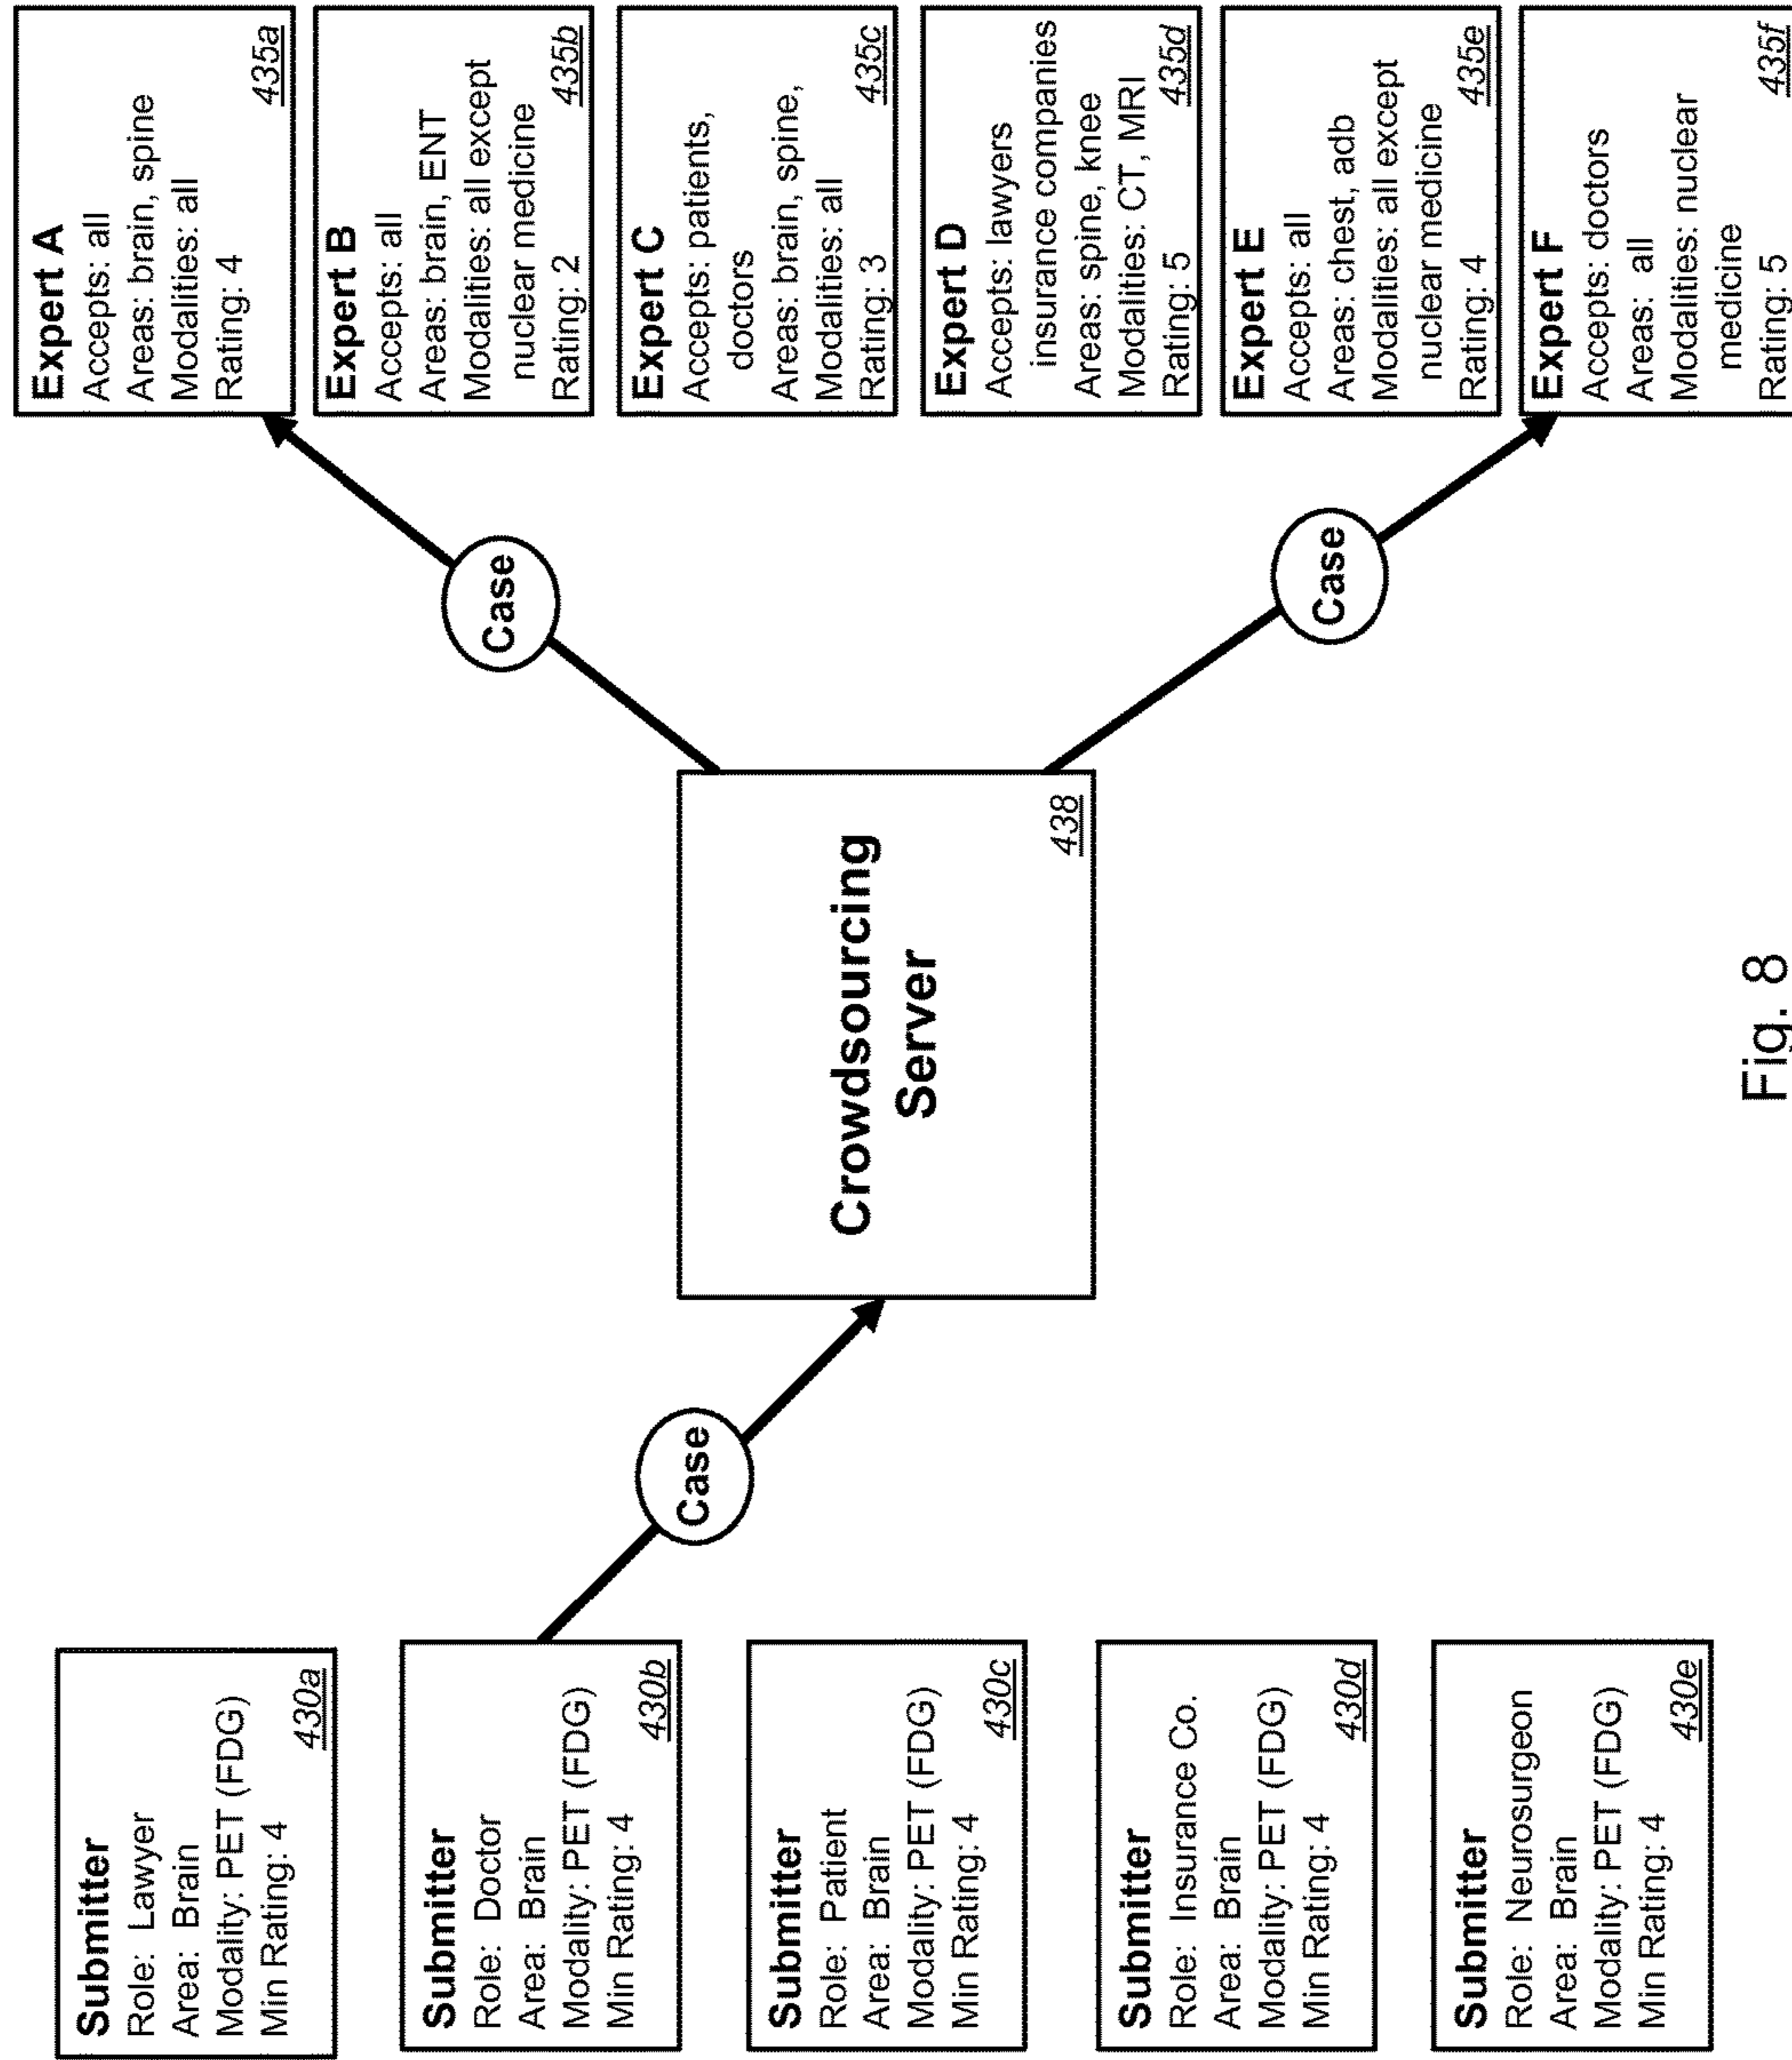 Submitter
Role: Lawyer
Area: Brain
Modality: PET (FDG)
Min Rating: 4
430a
Submitter
Role: Doctor
Area: Brain
Modality: PET (FDG)
Min Rating: 4
430b
Submitter
Role: Patient
Area: Brain
Modality: PET (FDG)
Min Rating: 4
430c
Submitter
Role: Insurance Co.
Area: Brain
Modality: PET (FDG)
Min Rating: 4
430d
Submitter
Role: Neurosurgeon
Area: Brain
Modality: PET (FDG)
Min Rating: 4
430e
Case
Crowdsourcing
Server
438
Case
Case
Expert A
Accepts: all
Areas: brain, spine
Modalities: all
Rating: 4
435a
Expert B
Accepts: all
Areas: brain, ENT
Modalities: all except
nuclear medicine
Rating: 2
435b
Expert C
Accepts: patients,
doctors
Areas: brain, spine,
Modalities: all
Rating: 3
435c
Expert D
Accepts: lawyers
insurance companies
Areas: spine, knee
Modalities: CT, MRI
Rating: 5
435d
Expert E
Accepts: all
Areas: chest, adb
Modalities: all except
nuclear medicine
Rating: 4
435e
Expert F
Accepts: doctors
Areas: all
Modalities: nuclear
medicine
Rating: 5
435f
Fig. 8